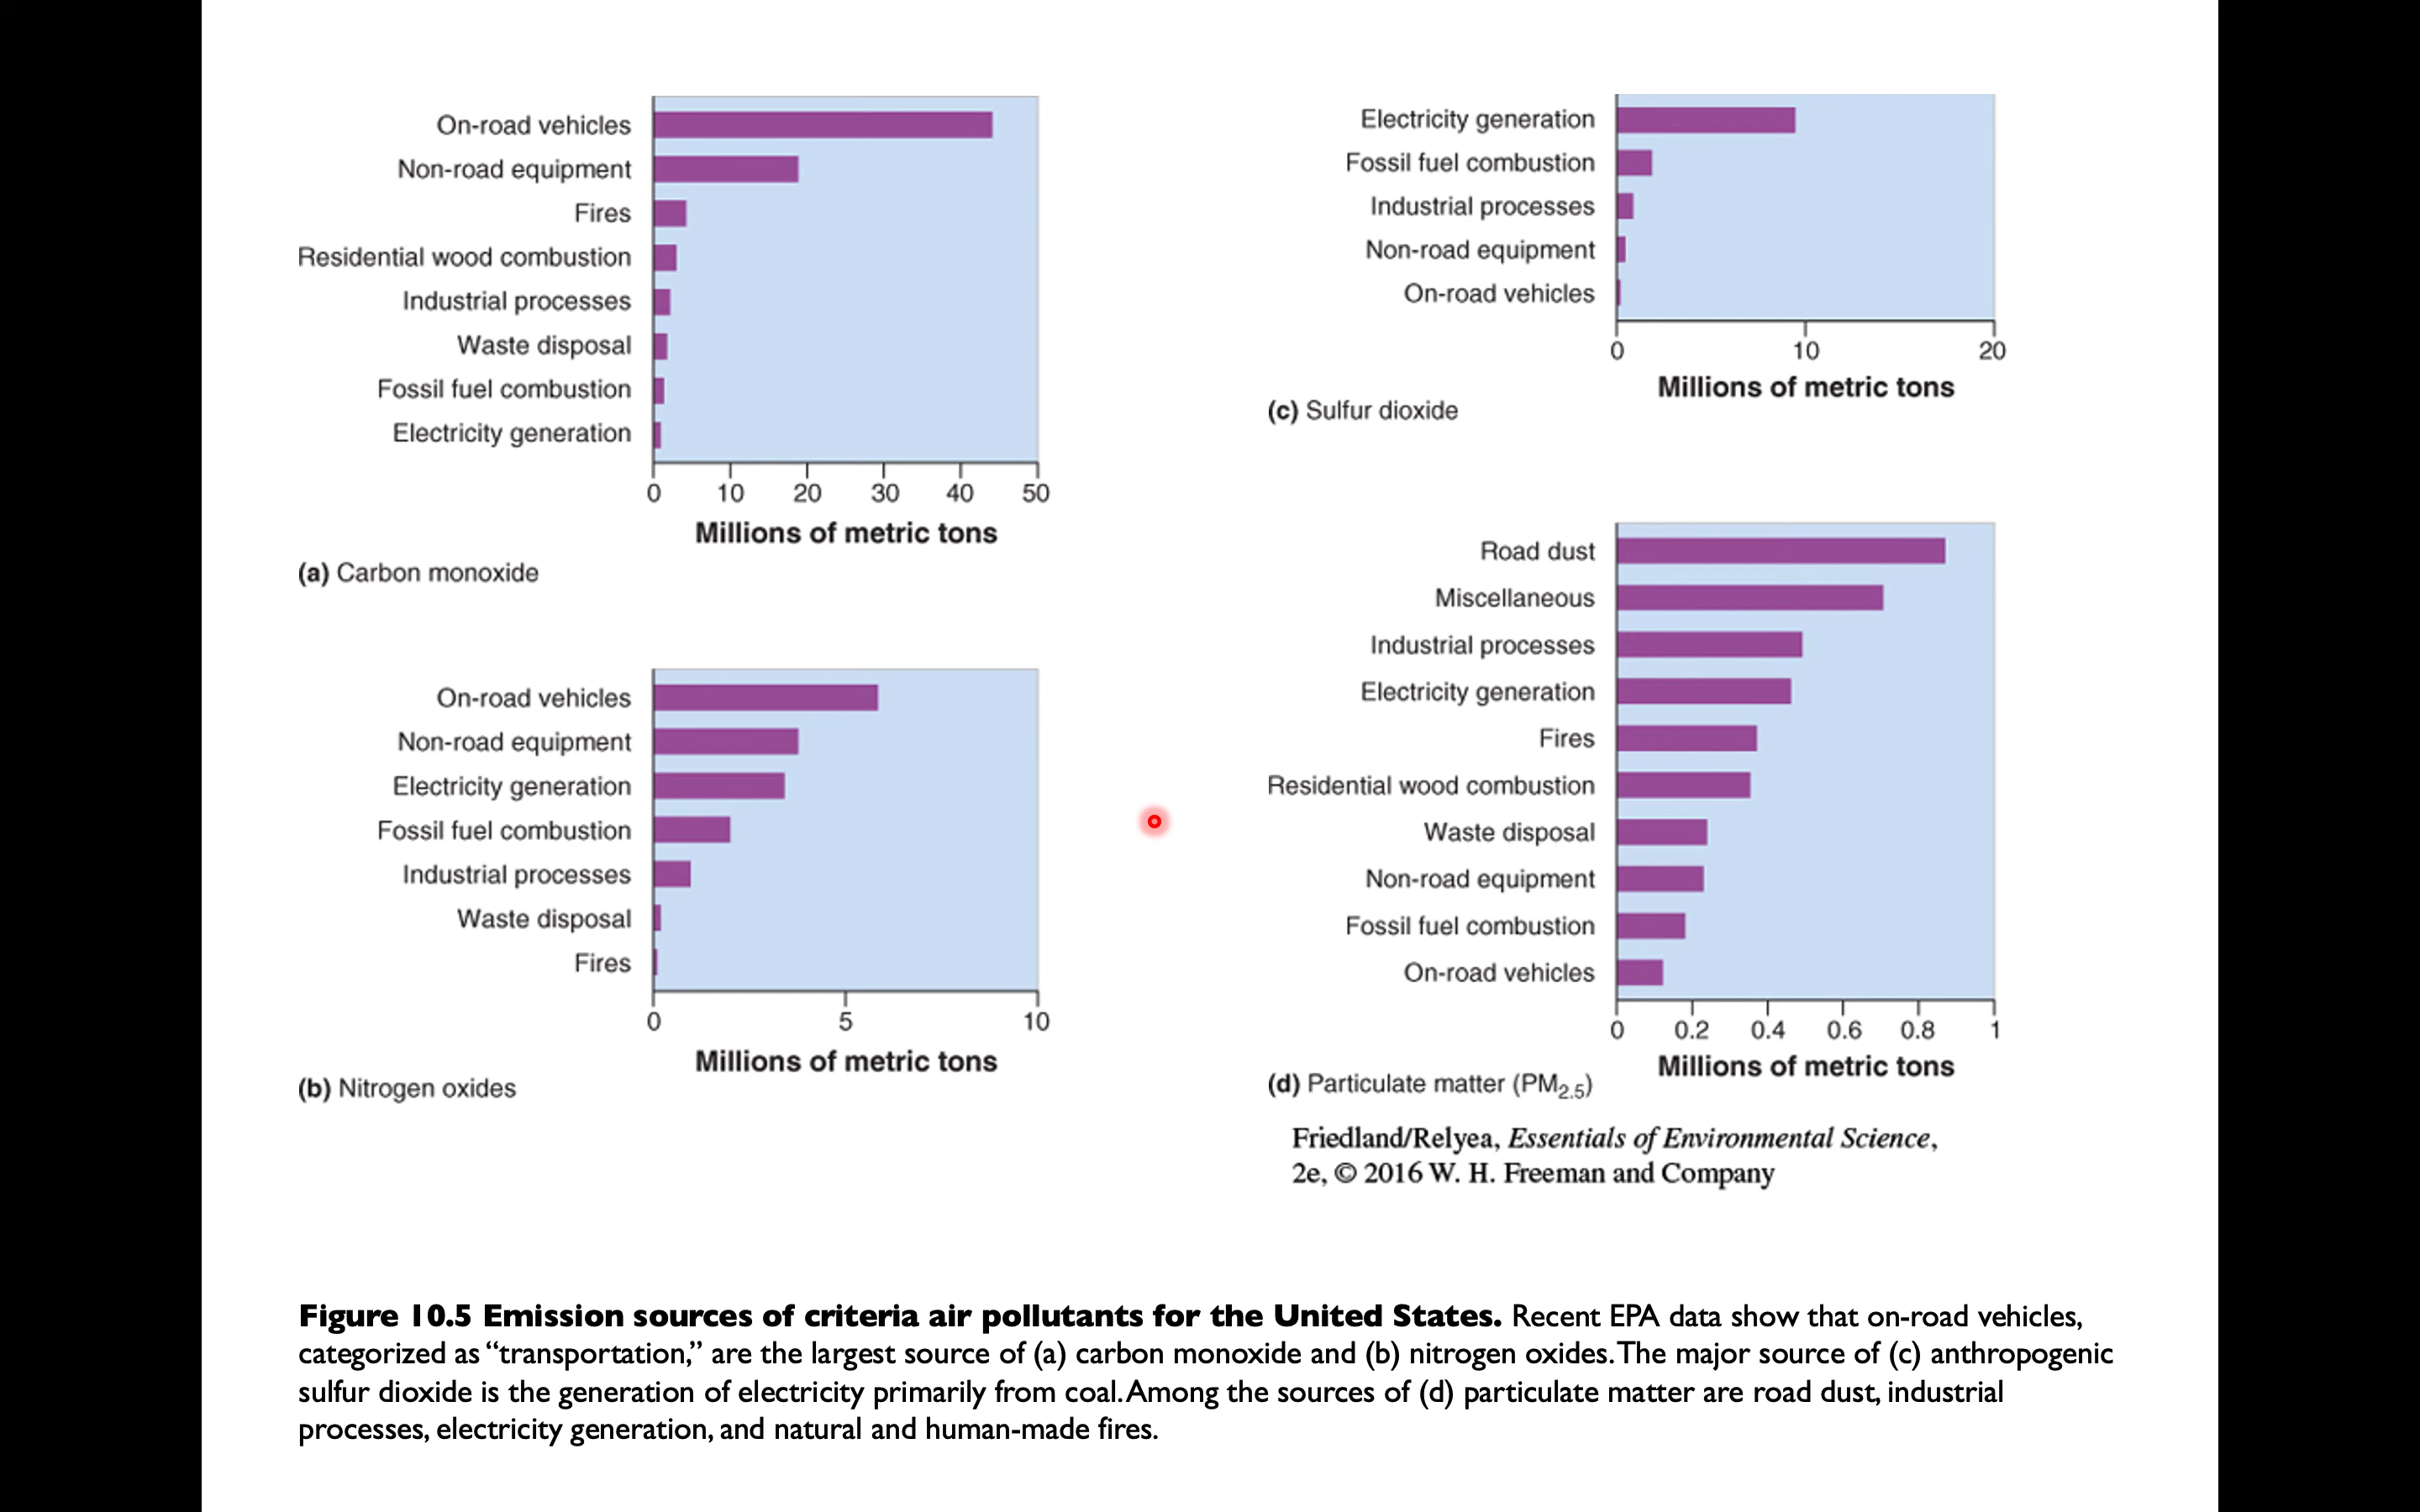 On-road vehicles
Non-road equipment
Fires
Residential wood combustion
Industrial processes
Waste disposal
Fossil fuel combustion
Electricity generation
0 10 20 30 40 50
Millions of metric tons
(a) Carbon monoxide
On-road vehicles
Non-road equipment
Electricity generation
Fossil fuel combustion
Industrial processes
Waste disposal
Fires
0 5 10
Millions of metric tons
(b) Nitrogen oxides
Electricity generation
Fossil fuel combustion
Industrial processes
Non-road equipment
On-road vehicles
0 10 20
Millions of metric tons
(c) Sulfur dioxide
Road dust
Miscellaneous
Industrial processes
Electricity generation
Fires
Residential wood combustion
Waste disposal
Non-road equipment
Fossil fuel combustion
On-road vehicles
0 0.2 0.4 0.6 0.8 1
Millions of metric tons
(d) Particulate matter (PM2.5)
Friedland/Relyea, Essentials of Environmental Science,
2e, © 2016 W. H. Freeman and Company
Figure 10.5 Emission sources of criteria air pollutants for the United States. Recent EPA data show that on-road vehicles,
categorized as “transportation,” are the largest source of (a) carbon monoxide and (b) nitrogen oxides. The major source of (c) anthropogenic
sulfur dioxide is the generation of electricity primarily from coal. Among the sources of (d) particulate matter are road dust, industrial
processes, electricity generation, and natural and human-made fires.